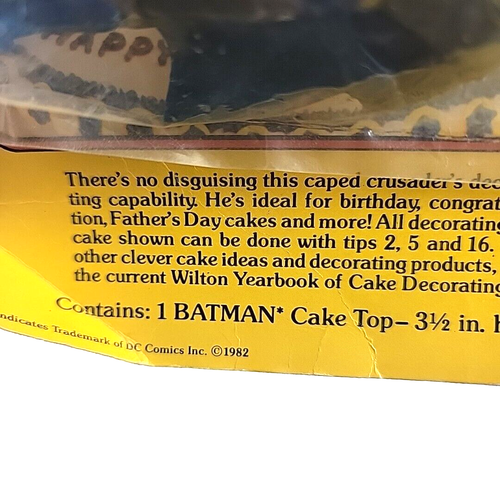 HAPPY
There's no disguising this caped crusader's dec
ting capability. He's ideal for birthday, congrat
tion, Father's Day cakes and more! All decorating
cake shown can be done with tips 2, 5 and 16.
other clever cake ideas and decorating products,
the current Wilton Yearbook of Cake Decorating
Contains: 1 BATMAN* Cake Top– 3½ in. h
ndicates Trademark of DC Comics Inc. ©1982